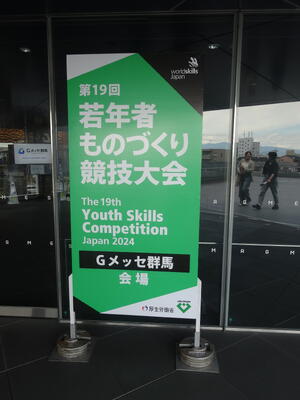 worldskills
Japan
第19回
若年者
ものづくり
競技大会
The 19th
Youth Skills
Competition
Japan 2024
Gメッセ群馬
会場
厚生労働省
Gメッセ群馬